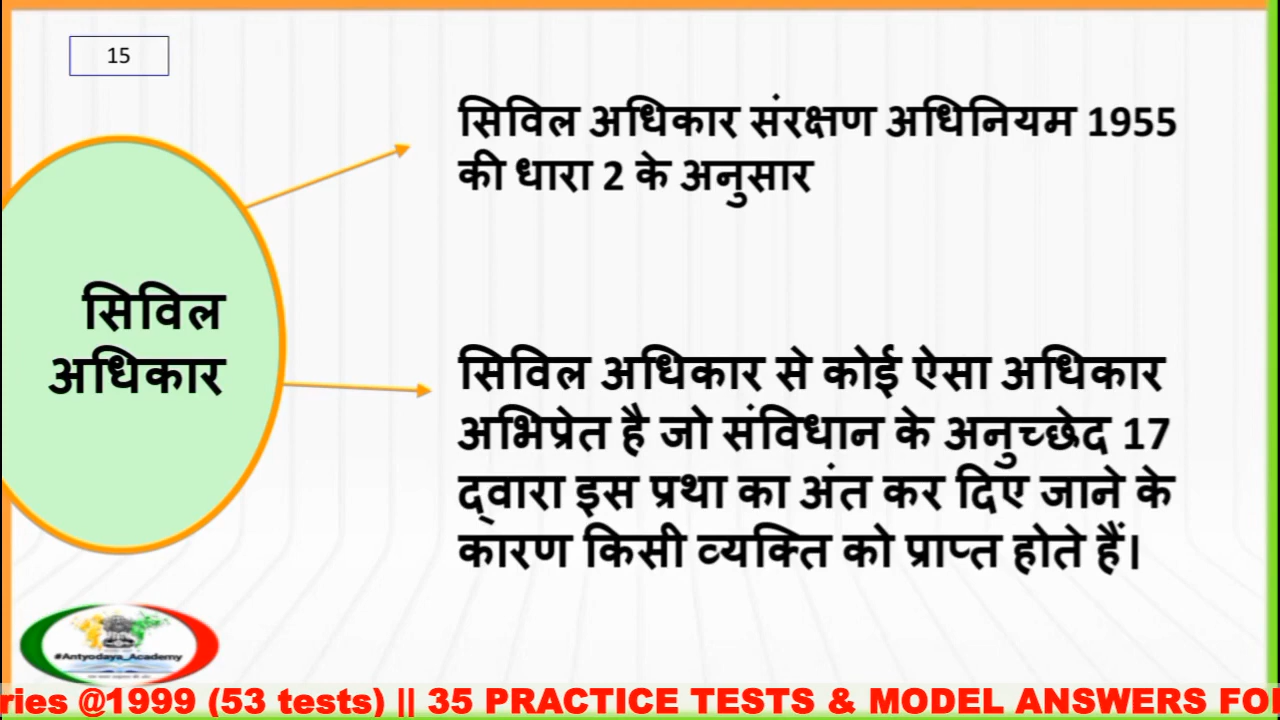 15
सिविल अधिकार संरक्षण अधिनियम 1955
की धारा 2 के अनुसार
सिविल
अधिकार
सिविल अधिकार से कोई ऐसा अधिकार
अभिप्रेत है जो संविधान के अनुच्छेद 17
द्वारा इस प्रथा का अंत कर दिए जाने के
कारण किसी व्यक्ति को प्राप्त होते हैं।
#Antyodaya_Academy
ries @1999 (53 tests) || 35 PRACTICE TESTS & MODEL ANSWERS FO